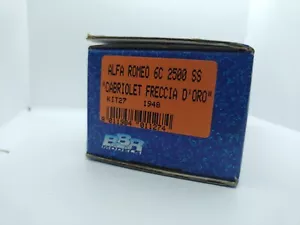 ALFA ROMEO 6C 2500 SS
"CABRIOLET FRECCIA D'ORO"
KIT27 1948
BBR